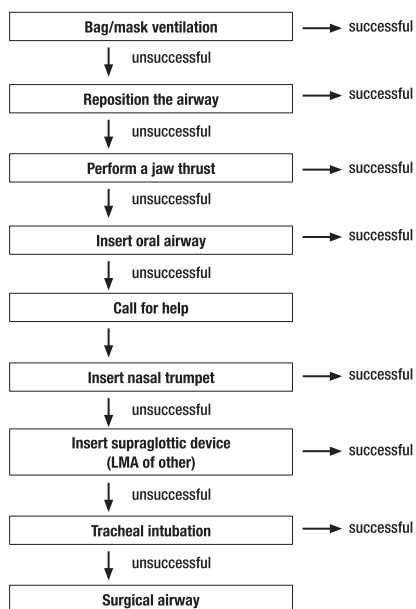 Bag/mask ventilation successful
unsuccessful
Reposition the airway successful
unsuccessful
Perform a jaw thrust successful
unsuccessful
Insert oral airway successful
unsuccessful
Call for help
Insert nasal trumpet successful
unsuccessful
Insert supraglottic device
(LMA of other) successful
unsuccessful
Tracheal intubation successful
unsuccessful
Surgical airway